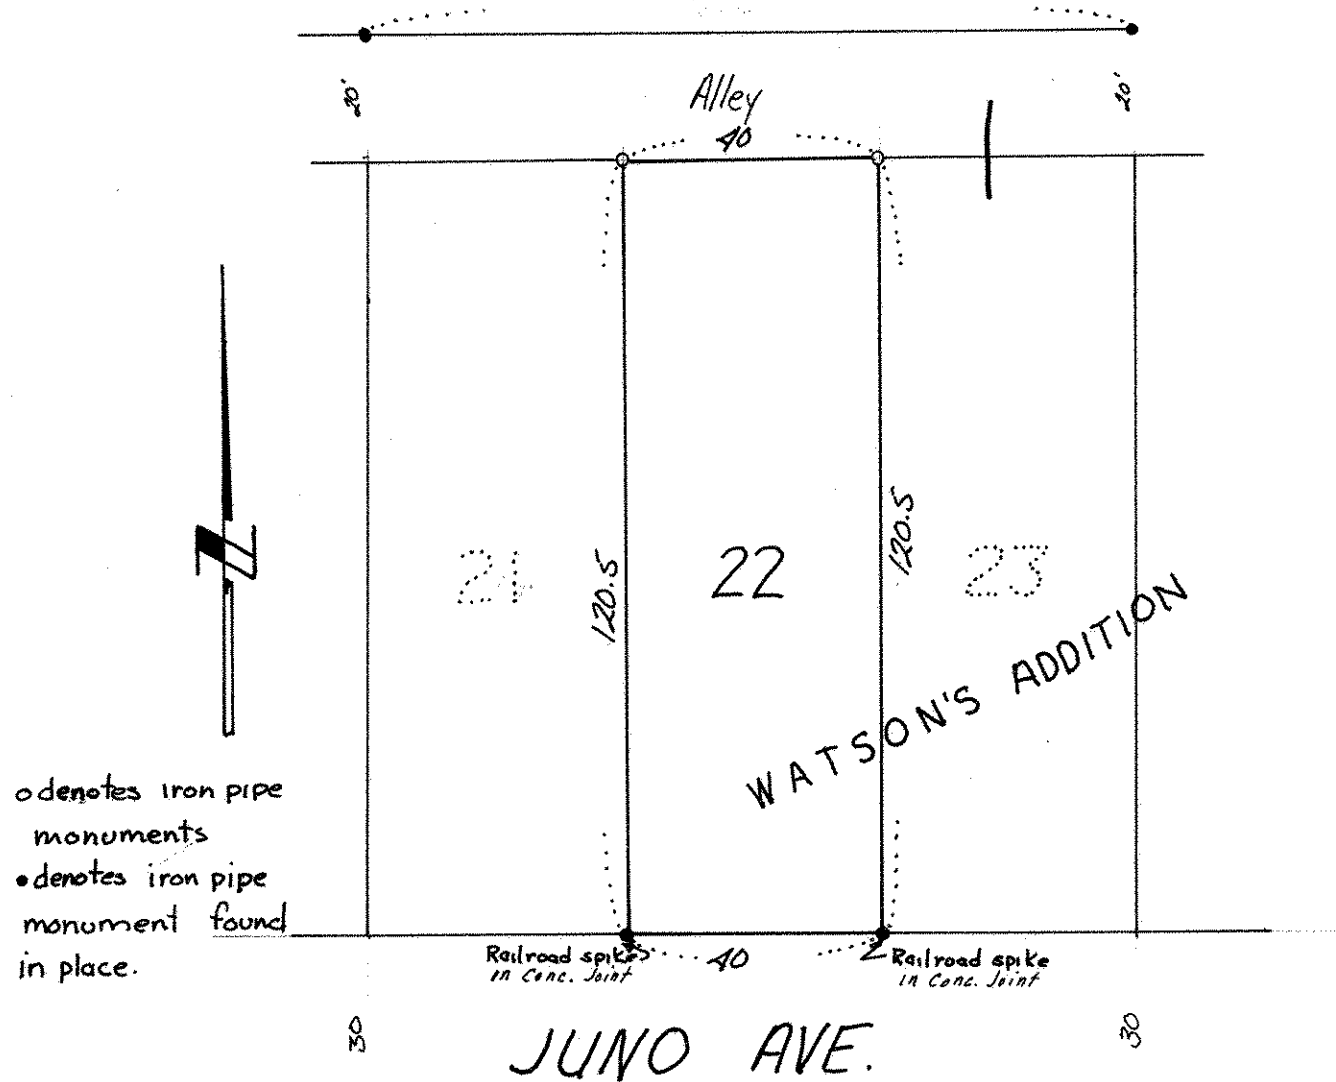 20'
Alley
20'
40
120.5
22
120.5
21
23
WATSON'S ADDITION
N
o denotes iron pipe
monuments
• denotes iron pipe
monument found
in place.
Railroad spike
in Conc. Joint
40
Railroad spike
in Conc. Joint
30
JUNO AVE.
30